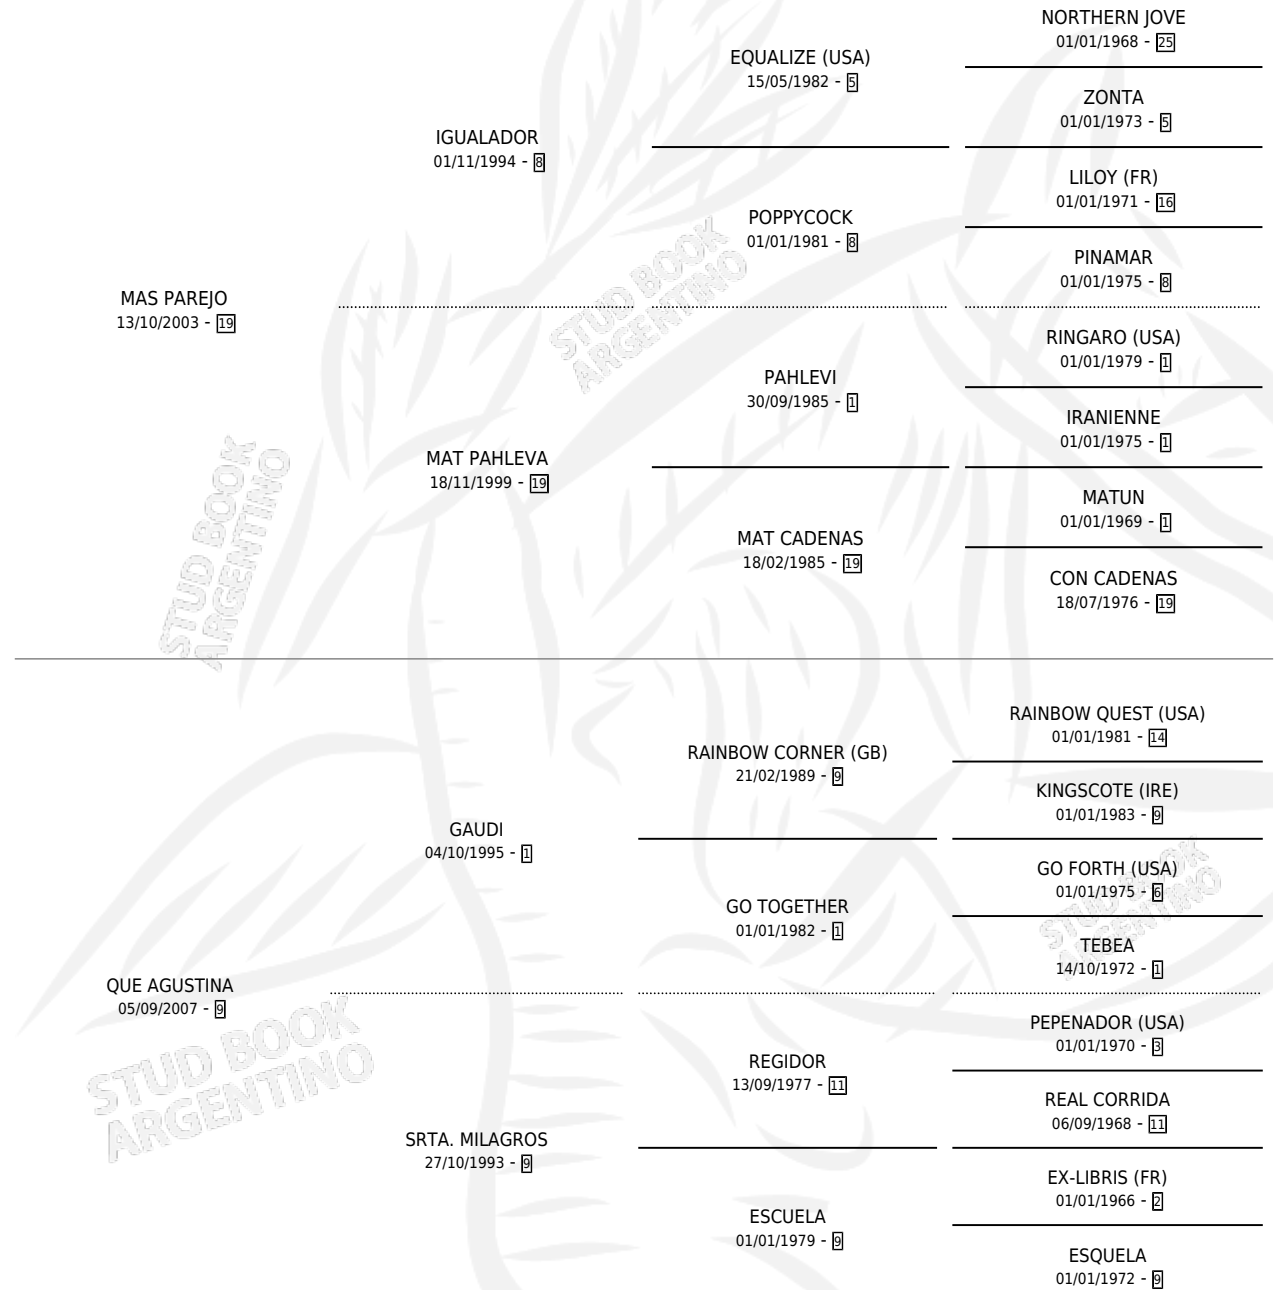 NORTHERN JOVE
01/01/1968 - 25
EQUALIZE (USA)
15/05/1982 - 5
ZONTA
01/01/1973 - 5
IGUALADOR
01/11/1994 - 8
LILOY (FR)
01/01/1971 - 16
POPPYCOCK
01/01/1981 - 8
PINAMAR
01/01/1975 - 8
MAS PAREJO
13/10/2003 - 19
STUD BOOK
ARGENTINO
RINGARO (USA)
01/01/1979 - 1
PAHLEVI
30/09/1985 - 1
IRANIENNE
01/01/1975 - 1
MAT PAHLEVA
18/11/1999 - 19
MATUN
01/01/1969 - 1
MAT CADENAS
18/02/1985 - 19
CON CADENAS
18/07/1976 - 19
STUD BOOK
ARGENTINO
RAINBOW QUEST (USA)
01/01/1981 - 14
RAINBOW CORNER (GB)
21/02/1989 - 9
KINGSCOTE (IRE)
01/01/1983 - 9
GAUDI
04/10/1995 - 1
GO FORTH (USA)
01/01/1975 - 6
GO TOGETHER
01/01/1982 - 1
STUD BOOK
ARGENTINO
TEBEA
14/10/1972 - 1
QUE AGUSTINA
05/09/2007 - 9
STUD BOOK
ARGENTINO
PEPENADOR (USA)
01/01/1970 - 3
REGIDOR
13/09/1977 - 11
REAL CORRIDA
06/09/1968 - 11
SRTA. MILAGROS
27/10/1993 - 9
EX-LIBRIS (FR)
01/01/1966 - 2
ESCUELA
01/01/1979 - 9
ESQUELA
01/01/1972 - 9